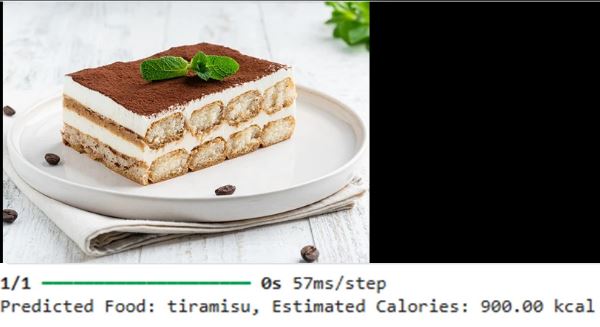 1/1 ━━━━━━━━━━━━━━━━━━━━ 0s 57ms/step
Predicted Food: tiramisu, Estimated Calories: 900.00 kcal